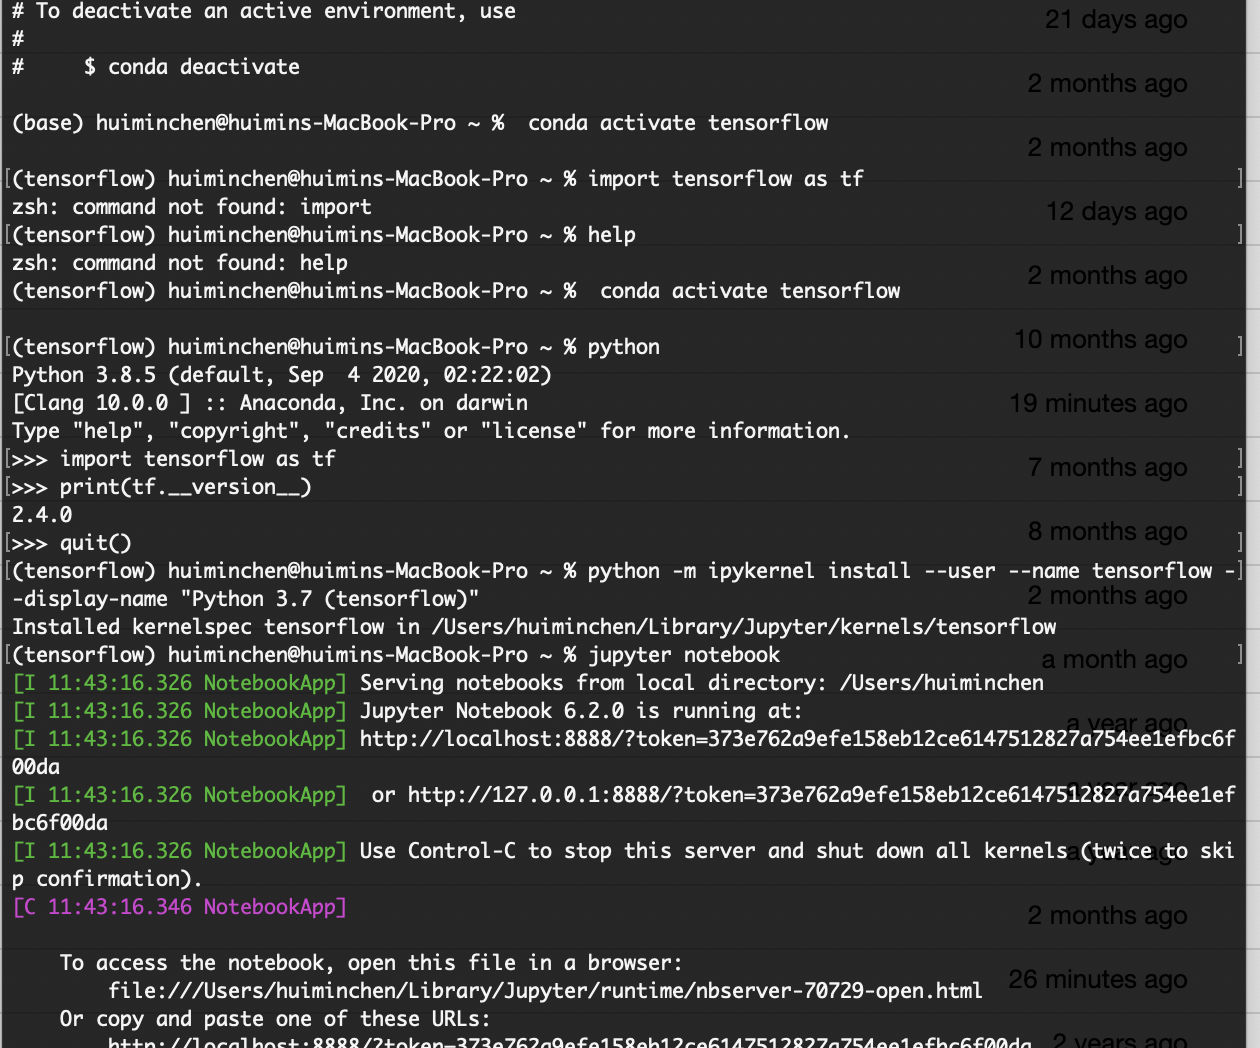 # To deactivate an active environment, use
21 days ago
#
#     $ conda deactivate
2 months ago
(base) huiminchen@huimins-MacBook-Pro ~ %  conda activate tensorflow
2 months ago
[(tensorflow) huiminchen@huimins-MacBook-Pro ~ % import tensorflow as tf ]
zsh: command not found: import
12 days ago
[(tensorflow) huiminchen@huimins-MacBook-Pro ~ % help ]
zsh: command not found: help
2 months ago
(tensorflow) huiminchen@huimins-MacBook-Pro ~ %  conda activate tensorflow
10 months ago
[(tensorflow) huiminchen@huimins-MacBook-Pro ~ % python ]
Python 3.8.5 (default, Sep  4 2020, 02:22:02)
[Clang 10.0.0 ] :: Anaconda, Inc. on darwin
19 minutes ago
Type "help", "copyright", "credits" or "license" for more information.
[>>> import tensorflow as tf ]
7 months ago
[>>> print(tf.__version__) ]
2.4.0
8 months ago
[>>> quit() ]
[(tensorflow) huiminchen@huimins-MacBook-Pro ~ % python -m ipykernel install --user --name tensorflow -]
-display-name "Python 3.7 (tensorflow)"
2 months ago
Installed kernelspec tensorflow in /Users/huiminchen/Library/Jupyter/kernels/tensorflow
[(tensorflow) huiminchen@huimins-MacBook-Pro ~ % jupyter notebook ]
a month ago
[I 11:43:16.326 NotebookApp] Serving notebooks from local directory: /Users/huiminchen
[I 11:43:16.326 NotebookApp] Jupyter Notebook 6.2.0 is running at:
a year ago
[I 11:43:16.326 NotebookApp] http://localhost:8888/?token=373e762a9efe158eb12ce6147512827a754ee1efbc6f
00da
[I 11:43:16.326 NotebookApp]  or http://127.0.0.1:8888/?token=373e762a9efe158eb12ce6147512827a754ee1ef
a year ago
bc6f00da
[I 11:43:16.326 NotebookApp] Use Control-C to stop this server and shut down all kernels (twice to ski
a year ago
p confirmation).
[C 11:43:16.346 NotebookApp]
2 months ago
To access the notebook, open this file in a browser:
26 minutes ago
file:///Users/huiminchen/Library/Jupyter/runtime/nbserver-70729-open.html
Or copy and paste one of these URLs:
http://localhost:8888/?token=373e762a9efe158eb12ce6147512827a754ee1efbc6f00da
2 years ago